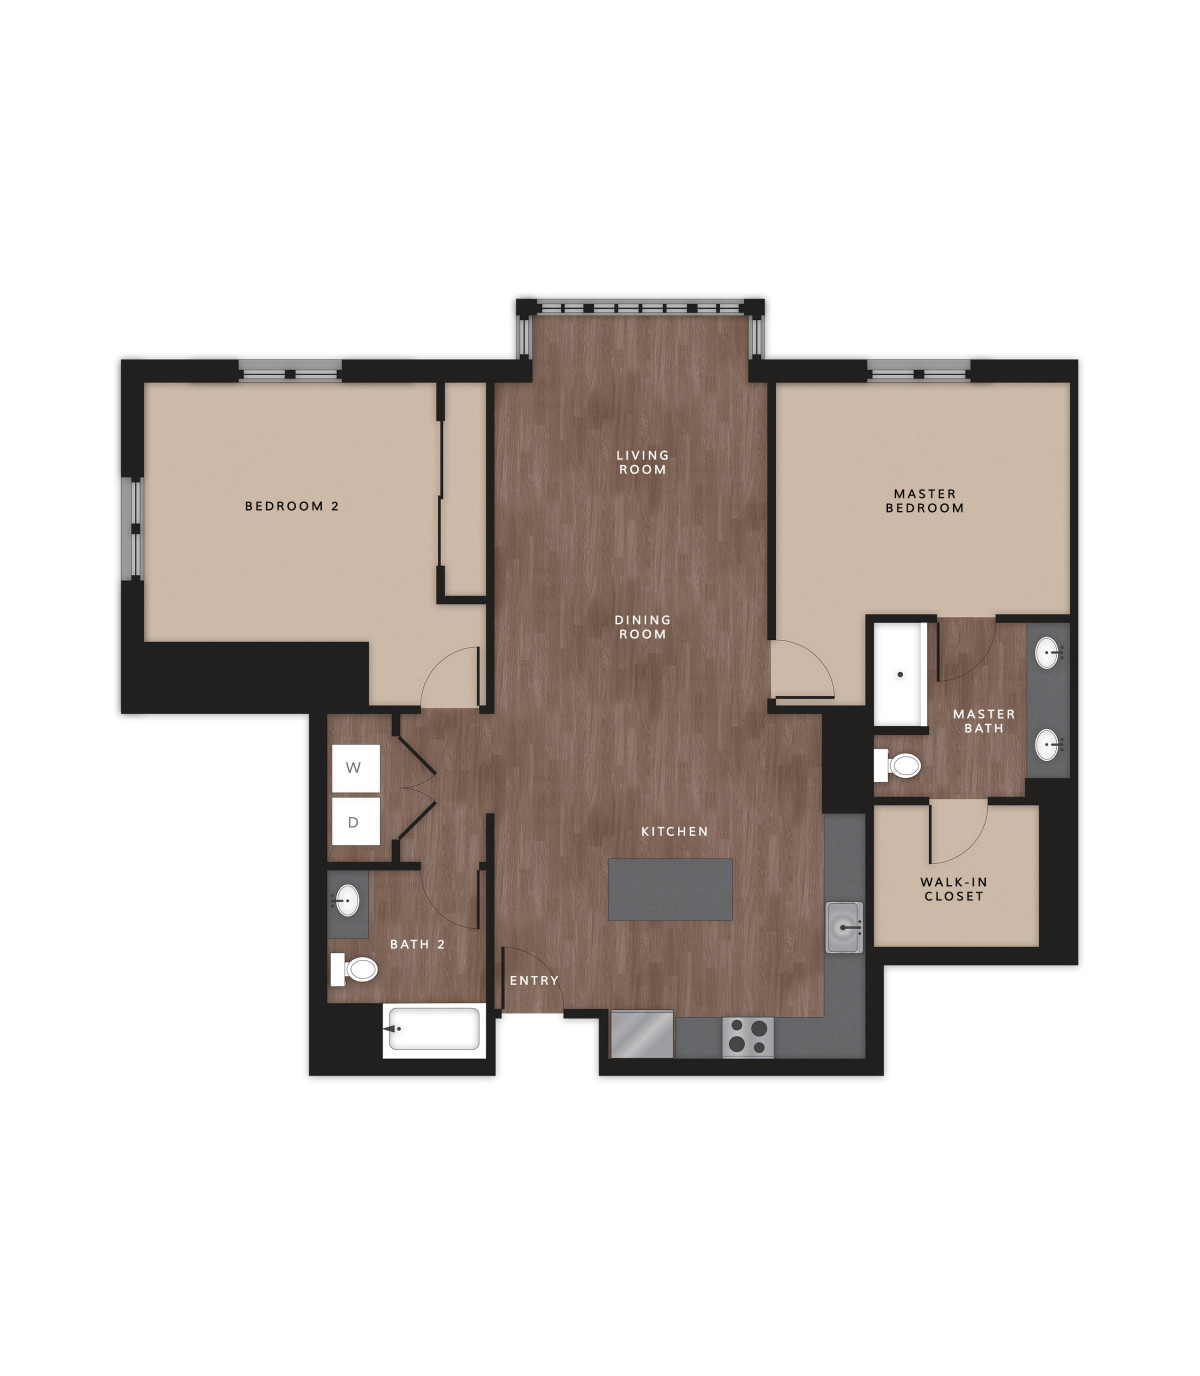 LIVING
ROOM
BEDROOM 2
MASTER
BEDROOM
DINING
ROOM
MASTER
BATH
W
D
KITCHEN
WALK-IN
CLOSET
BATH 2
ENTRY